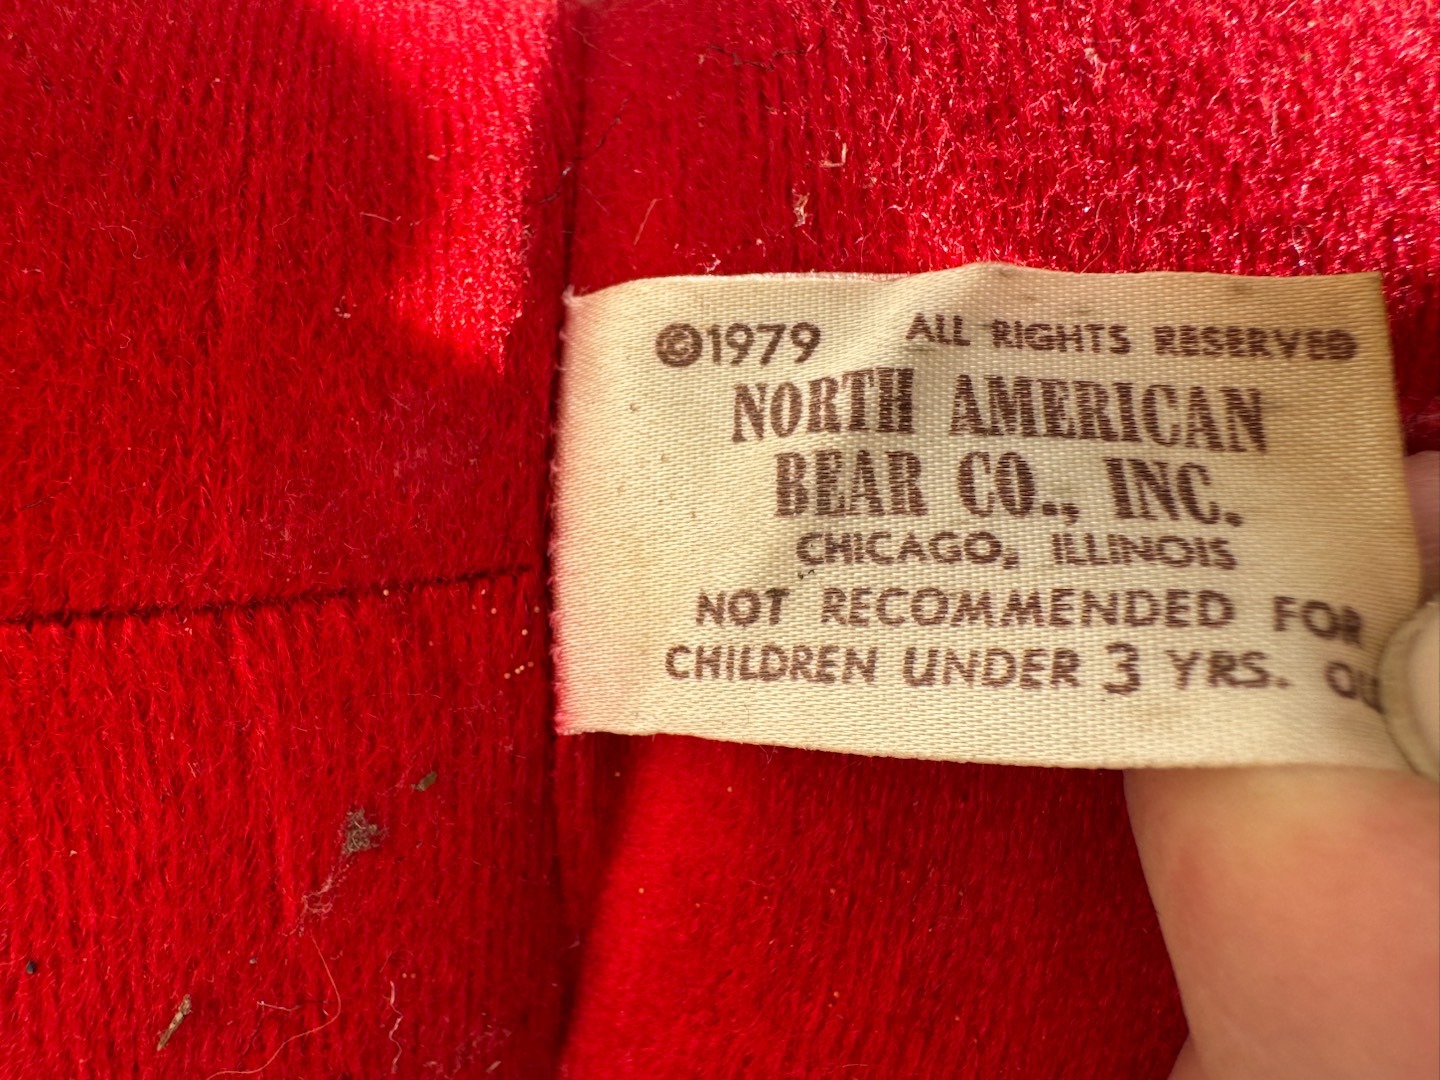 ©1979 ALL RIGHTS RESERVED
NORTH AMERICAN
BEAR CO., INC.
CHICAGO, ILLINOIS
NOT RECOMMENDED FOR
CHILDREN UNDER 3 YRS.